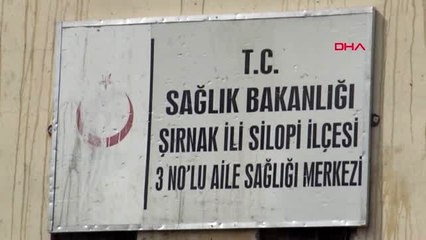 DHA
T.C.
SAĞLIK BAKANLIĞI
ŞIRNAK İLİ SİLOPİ İLÇESİ
3 NO'LU AİLE SAĞLIĞI MERKEZİ